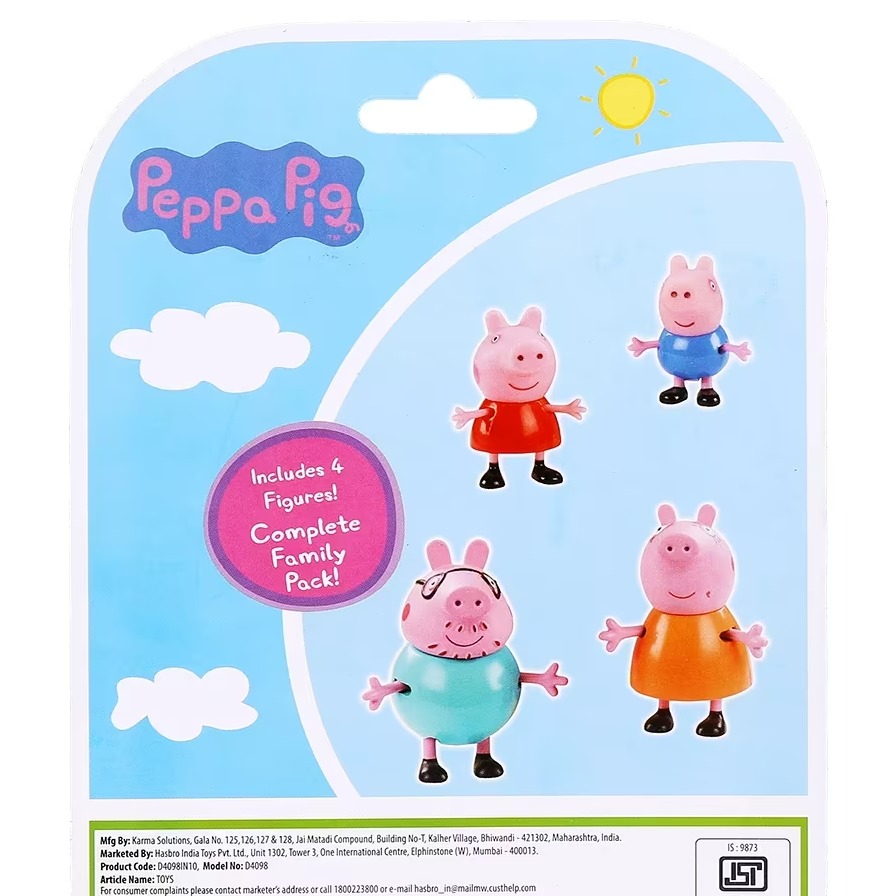 Peppa Pig™
Includes 4
Figures!
Complete
Family
Pack!
Mfg By: Karma Solutions, Gala No. 125,126,127 & 128, Jai Matadi Compound, Building No-T, Kalher Village, Bhiwandi - 421302, Maharashtra, India.
Marketed By: Hasbro India Toys Pvt. Ltd., Unit 1302, Tower 3, One International Centre, Elphinstone (W), Mumbai - 400013.
Product Code: D4098IN10, Model No: D4098
Article Name: TOYS
For consumer complaints please contact marketer's address or call 1800223800 or e-mail hasbro_in@mailmw.custhelp.com
IS : 9873